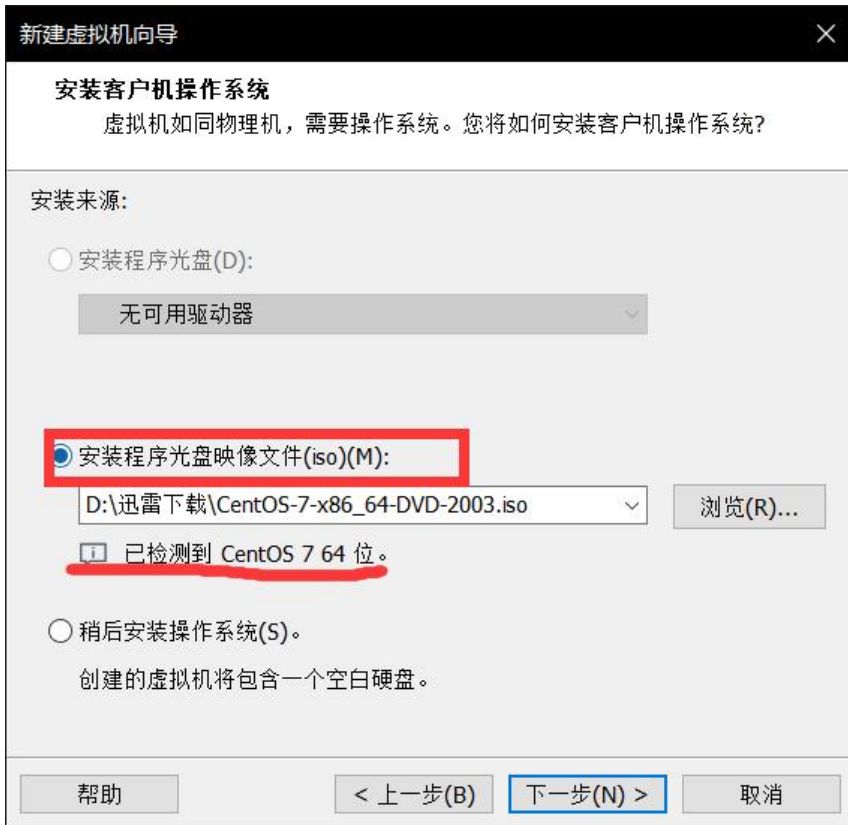 新建虚拟机向导
安装客户机操作系统
虚拟机如同物理机，需要操作系统。您将如何安装客户机操作系统?
安装来源:
安装程序光盘(D):
无可用驱动器
安装程序光盘映像文件(iso)(M):
D:\迅雷下载\CentOS-7-x86_64-DVD-2003.iso
浏览(R)...
已检测到 CentOS 7 64 位。
稍后安装操作系统(S)。
创建的虚拟机将包含一个空白硬盘。
帮助
< 上一步(B)
下一步(N) >
取消